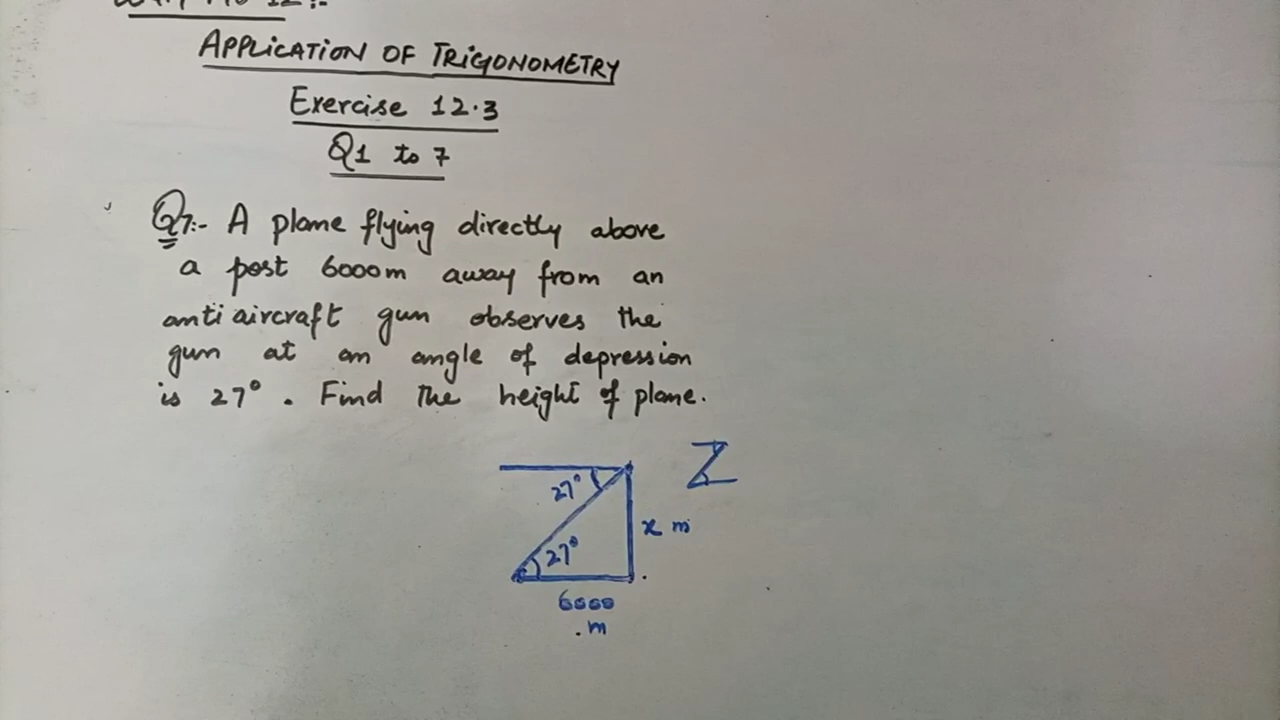 APPLICATION OF TRIGONOMETRY
Exercise 12.3
Q1 to 7
Q7:- A plane flying directly above
a post 6000m away from an
anti aircraft gun observes the
gun at an angle of depression
is 27°. Find the height of plane.
Z
27°
x m
27°
6000
.m